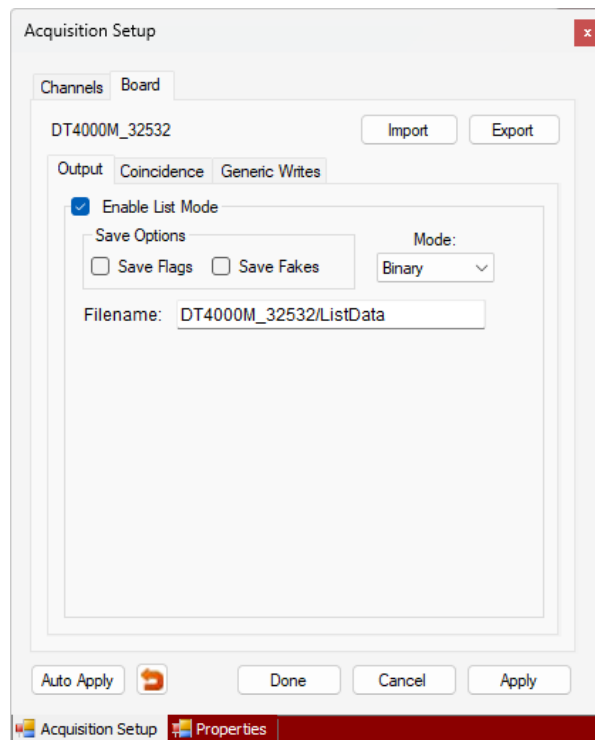 Acquisition Setup
x
Channels Board
DT4000M_32532 Import Export
Output Coincidence Generic Writes
Enable List Mode
Save Options
Mode:
Save Flags Save Fakes Binary
Filename: DT4000M_32532/ListData
Auto Apply Done Cancel Apply
Acquisition Setup Properties